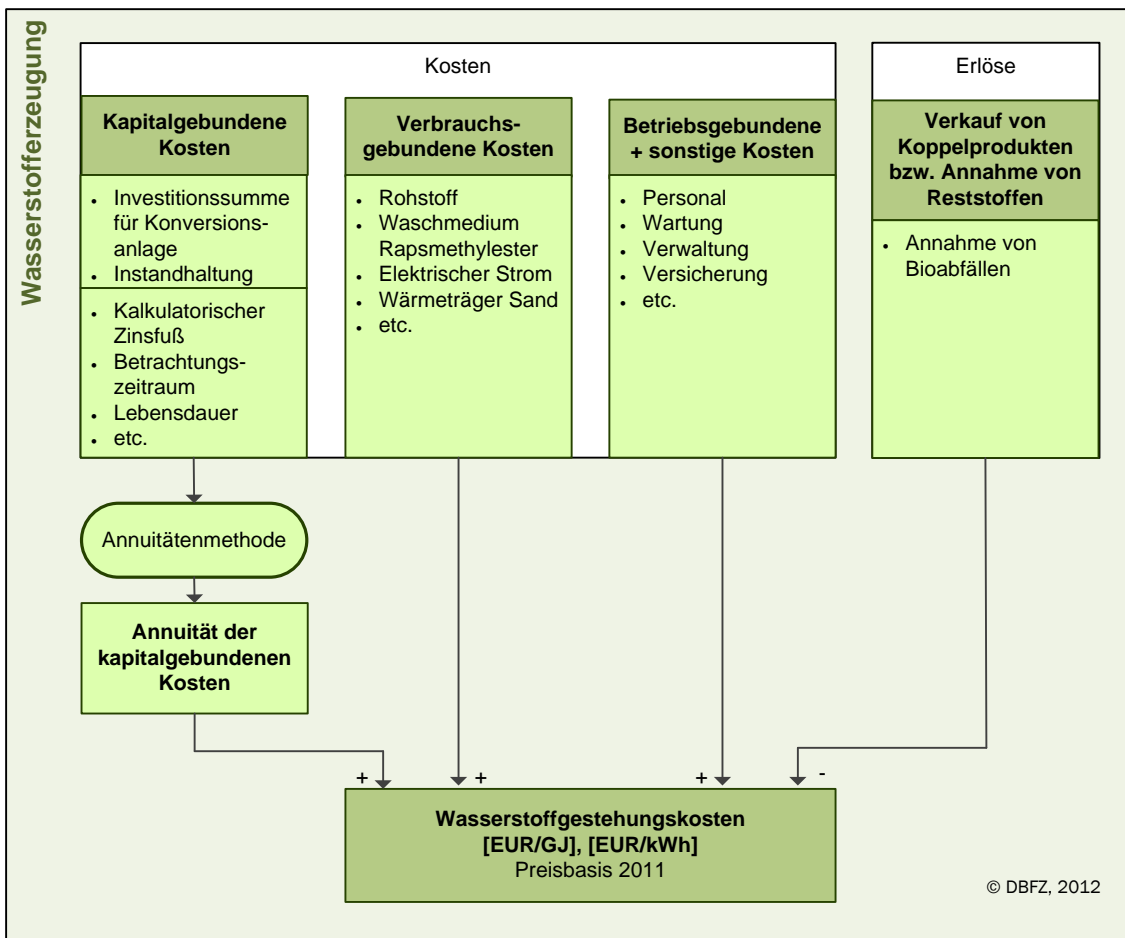 Wasserstofferzeugung
Kosten
Kapitalgebundene
Kosten
• Investitionssumme
für Konversions-
anlage
• Instandhaltung
• Kalkulatorischer
Zinsfuß
• Betrachtungs-
zeitraum
• Lebensdauer
• etc.
Verbrauchs-
gebundene Kosten
• Rohstoff
• Waschmedium
Rapsmethylester
• Elektrischer Strom
• Wärmeträger Sand
• etc.
Betriebsgebundene
+ sonstige Kosten
• Personal
• Wartung
• Verwaltung
• Versicherung
• etc.
Erlöse
Verkauf von
Koppelprodukten
bzw. Annahme von
Reststoffen
• Annahme von
Bioabfällen
Annuitätenmethode
Annuität der
kapitalgebundenen
Kosten
+
+
+
-
Wasserstoffgestehungskosten
[EUR/GJ], [EUR/kWh]
Preisbasis 2011
© DBFZ, 2012